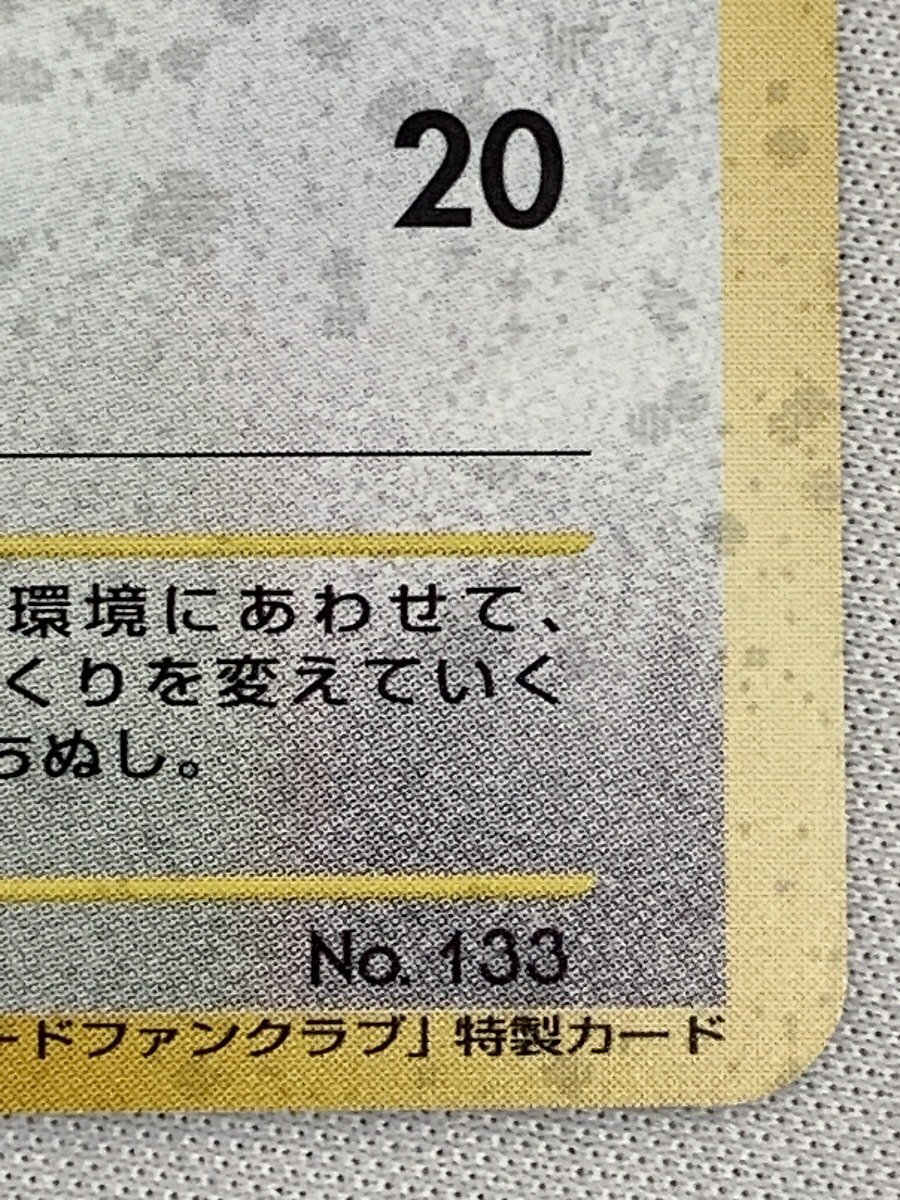 20
環境にあわせて、
くりを変えていく
ちぬし。
No. 133
ードファンクラブ」特製カード